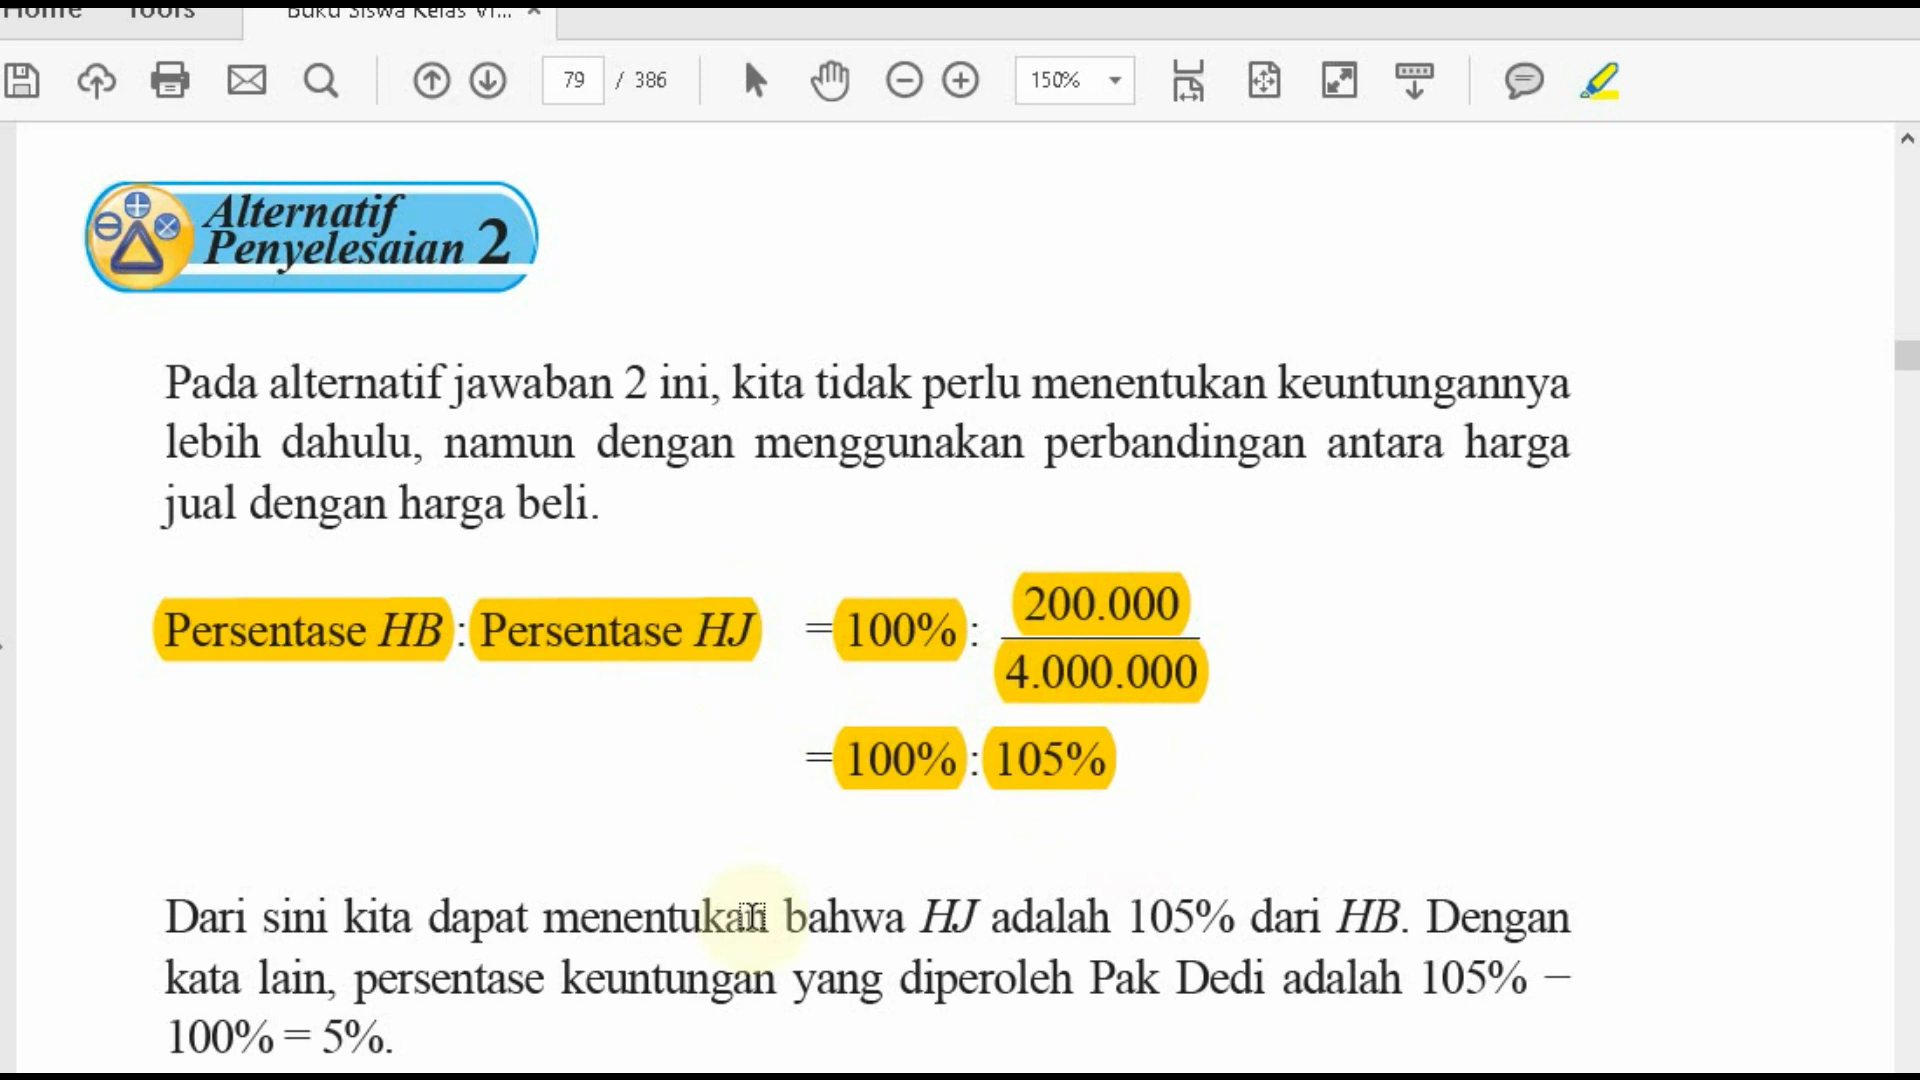 Home Tools Buku Siswa Kelas VI...
79 / 386 150%
Alternatif
Penyelesaian 2
Pada alternatif jawaban 2 ini, kita tidak perlu menentukan keuntungannya
lebih dahulu, namun dengan menggunakan perbandingan antara harga
jual dengan harga beli.
Persentase HB : Persentase HJ = 100% : 200.000
4.000.000
= 100% : 105%
Dari sini kita dapat menentukan bahwa HJ adalah 105% dari HB. Dengan
kata lain, persentase keuntungan yang diperoleh Pak Dedi adalah 105% −
100% = 5%.